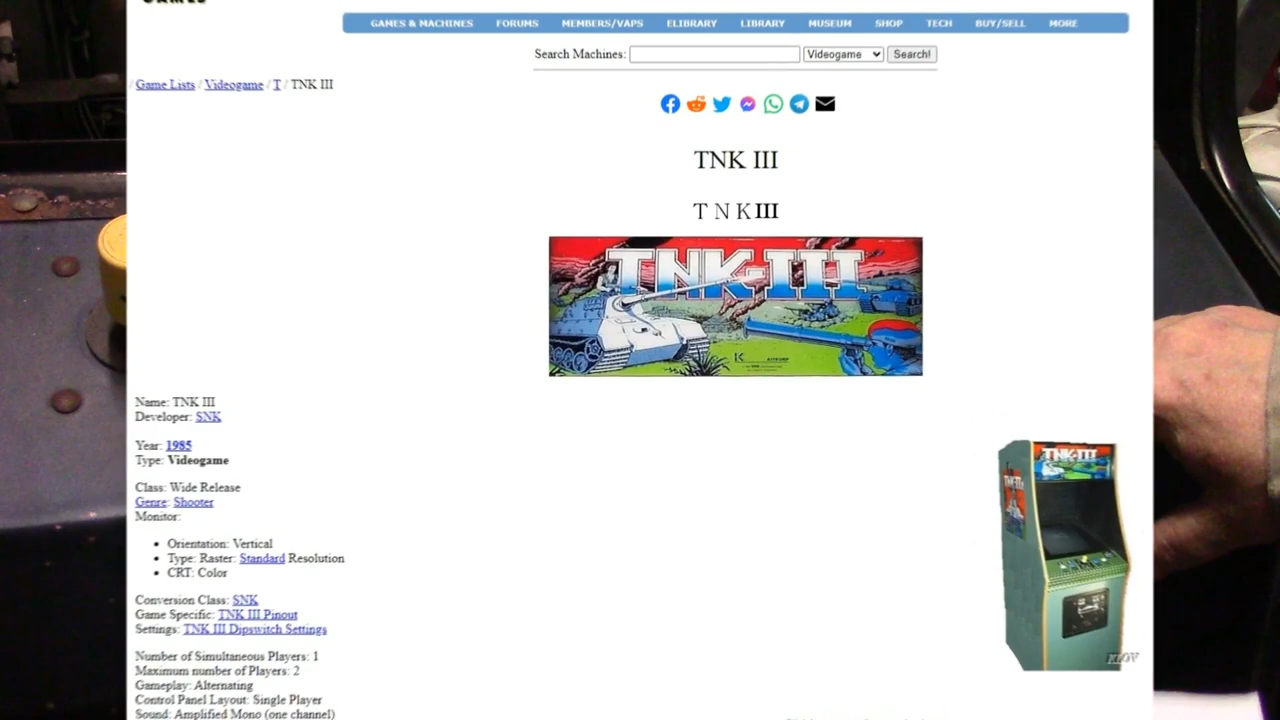 GAMES & MACHINES FORUMS MEMBERS/VAPS ELIBRARY LIBRARY MUSEUM SHOP TECH BUY/SELL MORE
Search Machines: Videogame Search!
/ Game Lists / Videogame / T / TNK III
TNK III
T N K III
TNK-III
Name: TNK III
Developer: SNK
Year: 1985
Type: Videogame
Class: Wide Release
Genre: Shooter
Monitor:
• Orientation: Vertical
• Type: Raster: Standard Resolution
• CRT: Color
TNK-III
Conversion Class: SNK
Game Specific: TNK III Pinout
Settings: TNK III Dipswitch Settings
KLOV
Number of Simultaneous Players: 1
Maximum number of Players: 2
Gameplay: Alternating
Control Panel Layout: Single Player
Sound: Amplified Mono (one channel)